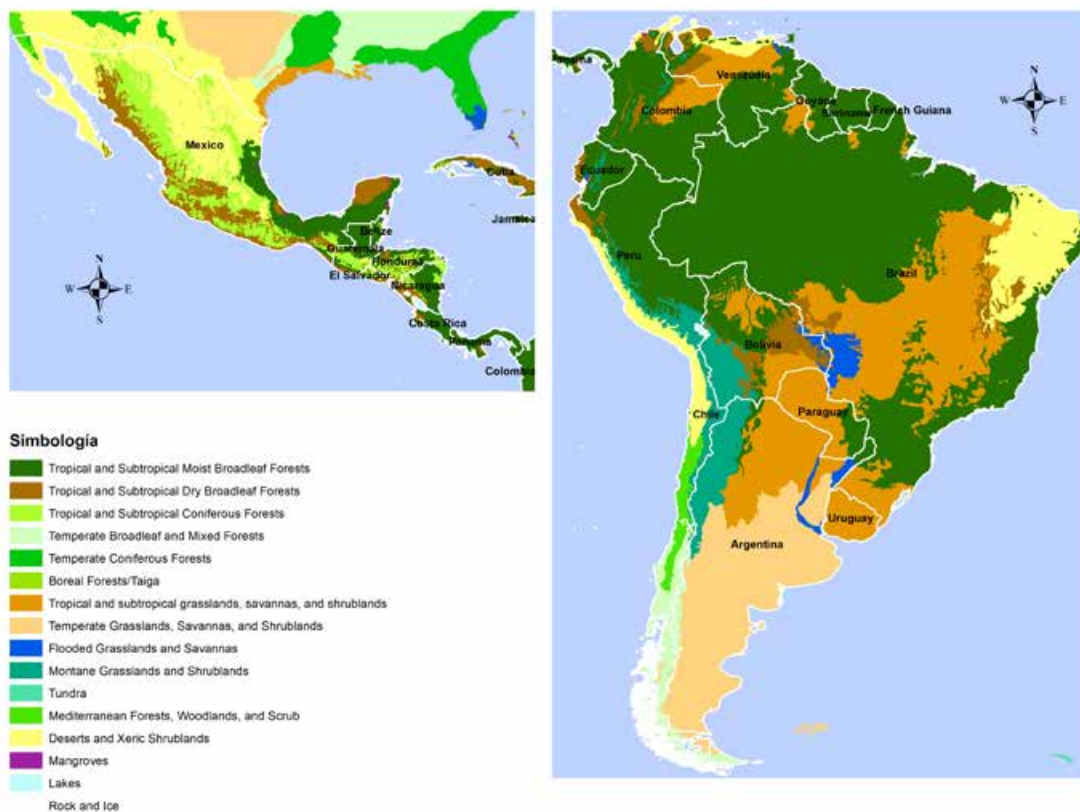 Mexico
Cuba
Jamaica
Belize
Guatemala
Honduras
El Salvador
Nicaragua
Costa Rica
Panama
Colombia
N
W E
S
Panama
Venezuela
Guyana
Suriname
French Guiana
Colombia
Ecuador
Peru
Brazil
Bolivia
Chile
Paraguay
Uruguay
Argentina
N
W E
S
Simbología
Tropical and Subtropical Moist Broadleaf Forests
Tropical and Subtropical Dry Broadleaf Forests
Tropical and Subtropical Coniferous Forests
Temperate Broadleaf and Mixed Forests
Temperate Coniferous Forests
Boreal Forests/Taiga
Tropical and subtropical grasslands, savannas, and shrublands
Temperate Grasslands, Savannas, and Shrublands
Flooded Grasslands and Savannas
Montane Grasslands and Shrublands
Tundra
Mediterranean Forests, Woodlands, and Scrub
Deserts and Xeric Shrublands
Mangroves
Lakes
Rock and Ice